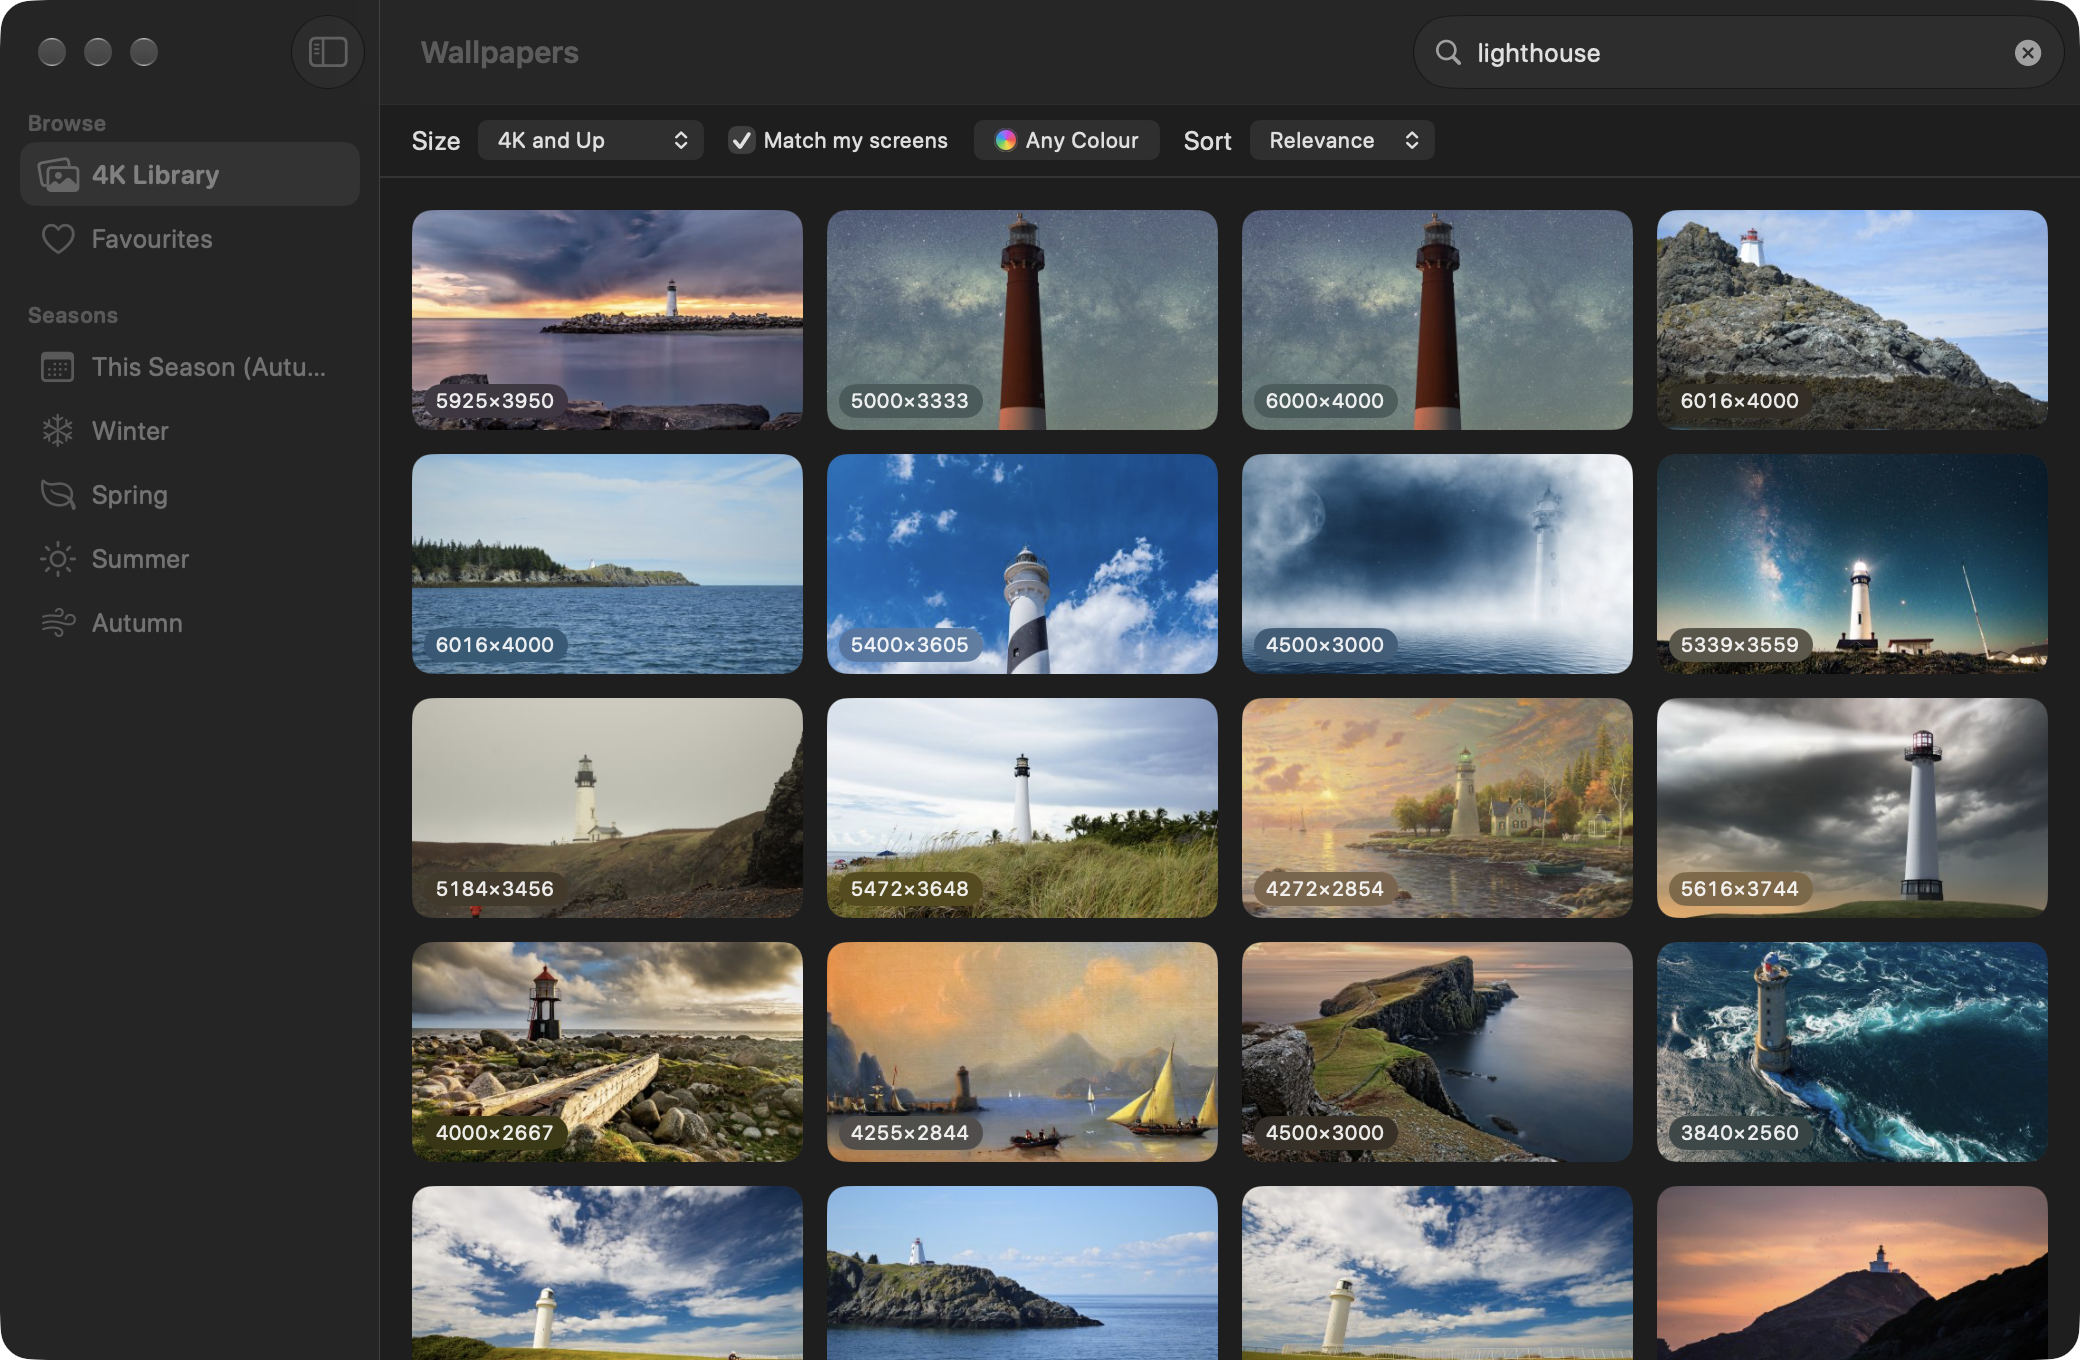 Wallpapers
lighthouse
Browse
4K Library
Favourites
Seasons
This Season (Autu...
Winter
Spring
Summer
Autumn
Size 4K and Up Match my screens Any Colour Sort Relevance
5925×3950 5000×3333 6000×4000 6016×4000
6016×4000 5400×3605 4500×3000 5339×3559
5184×3456 5472×3648 4272×2854 5616×3744
4000×2667 4255×2844 4500×3000 3840×2560